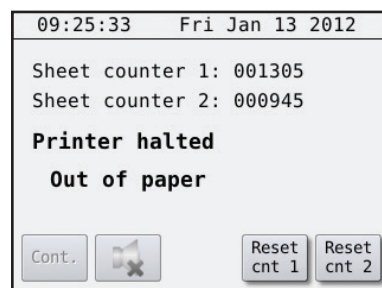 09:25:33 Fri Jan 13 2012
Sheet counter 1: 001305
Sheet counter 2: 000945
Printer halted
Out of paper
Cont. Reset cnt 1 Reset cnt 2